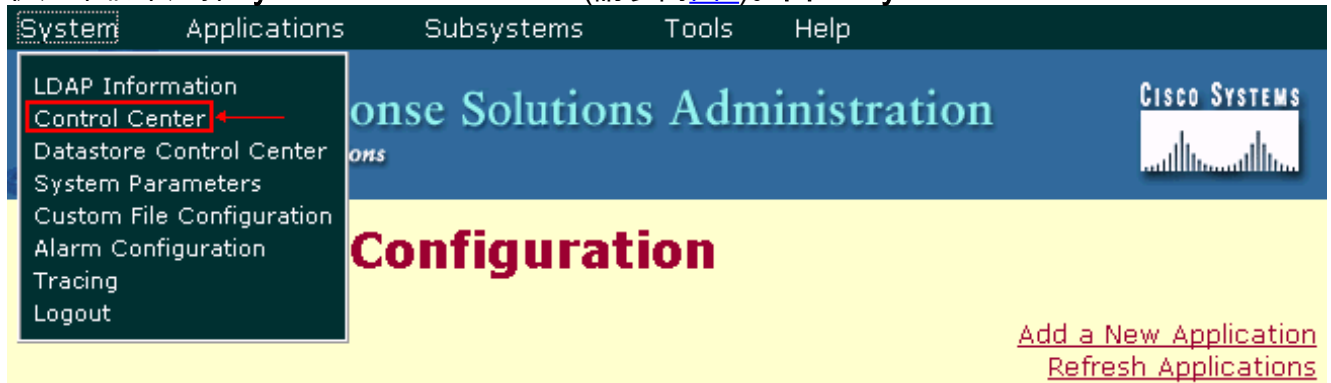 System Applications Subsystems Tools Help
LDAP Information
Control Center
Datastore Control Center
System Parameters
Custom File Configuration
Alarm Configuration
Tracing
Logout
onse Solutions Administration
ons
CISCO SYSTEMS
Configuration
Add a New Application
Refresh Applications